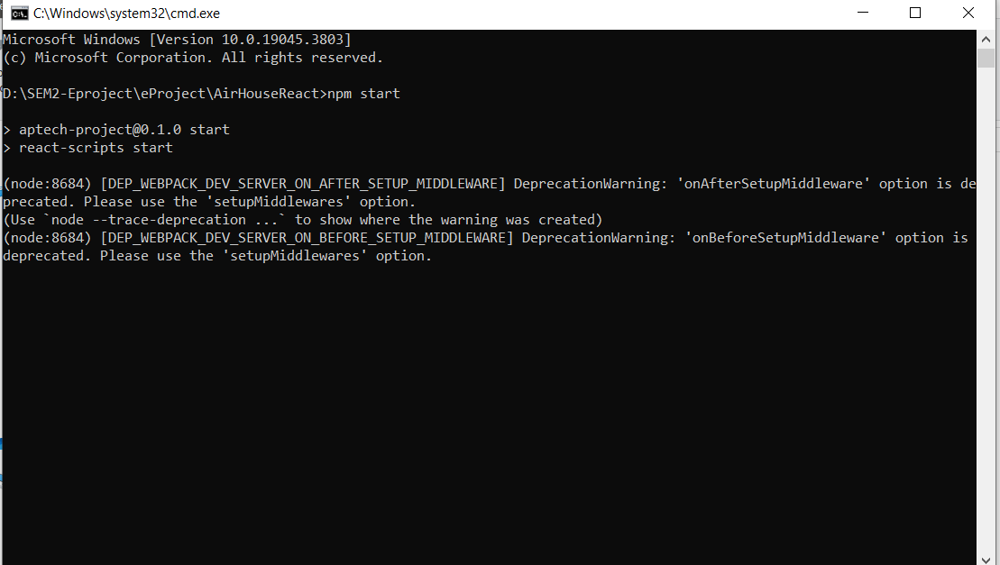 C:\Windows\system32\cmd.exe
Microsoft Windows [Version 10.0.19045.3803]
(c) Microsoft Corporation. All rights reserved.
D:\SEM2-Eproject\eProject\AirHouseReact>npm start
> aptech-project@0.1.0 start
> react-scripts start
(node:8684) [DEP_WEBPACK_DEV_SERVER_ON_AFTER_SETUP_MIDDLEWARE] DeprecationWarning: 'onAfterSetupMiddleware' option is de
precated. Please use the 'setupMiddlewares' option.
(Use `node --trace-deprecation ...` to show where the warning was created)
(node:8684) [DEP_WEBPACK_DEV_SERVER_ON_BEFORE_SETUP_MIDDLEWARE] DeprecationWarning: 'onBeforeSetupMiddleware' option is
deprecated. Please use the 'setupMiddlewares' option.